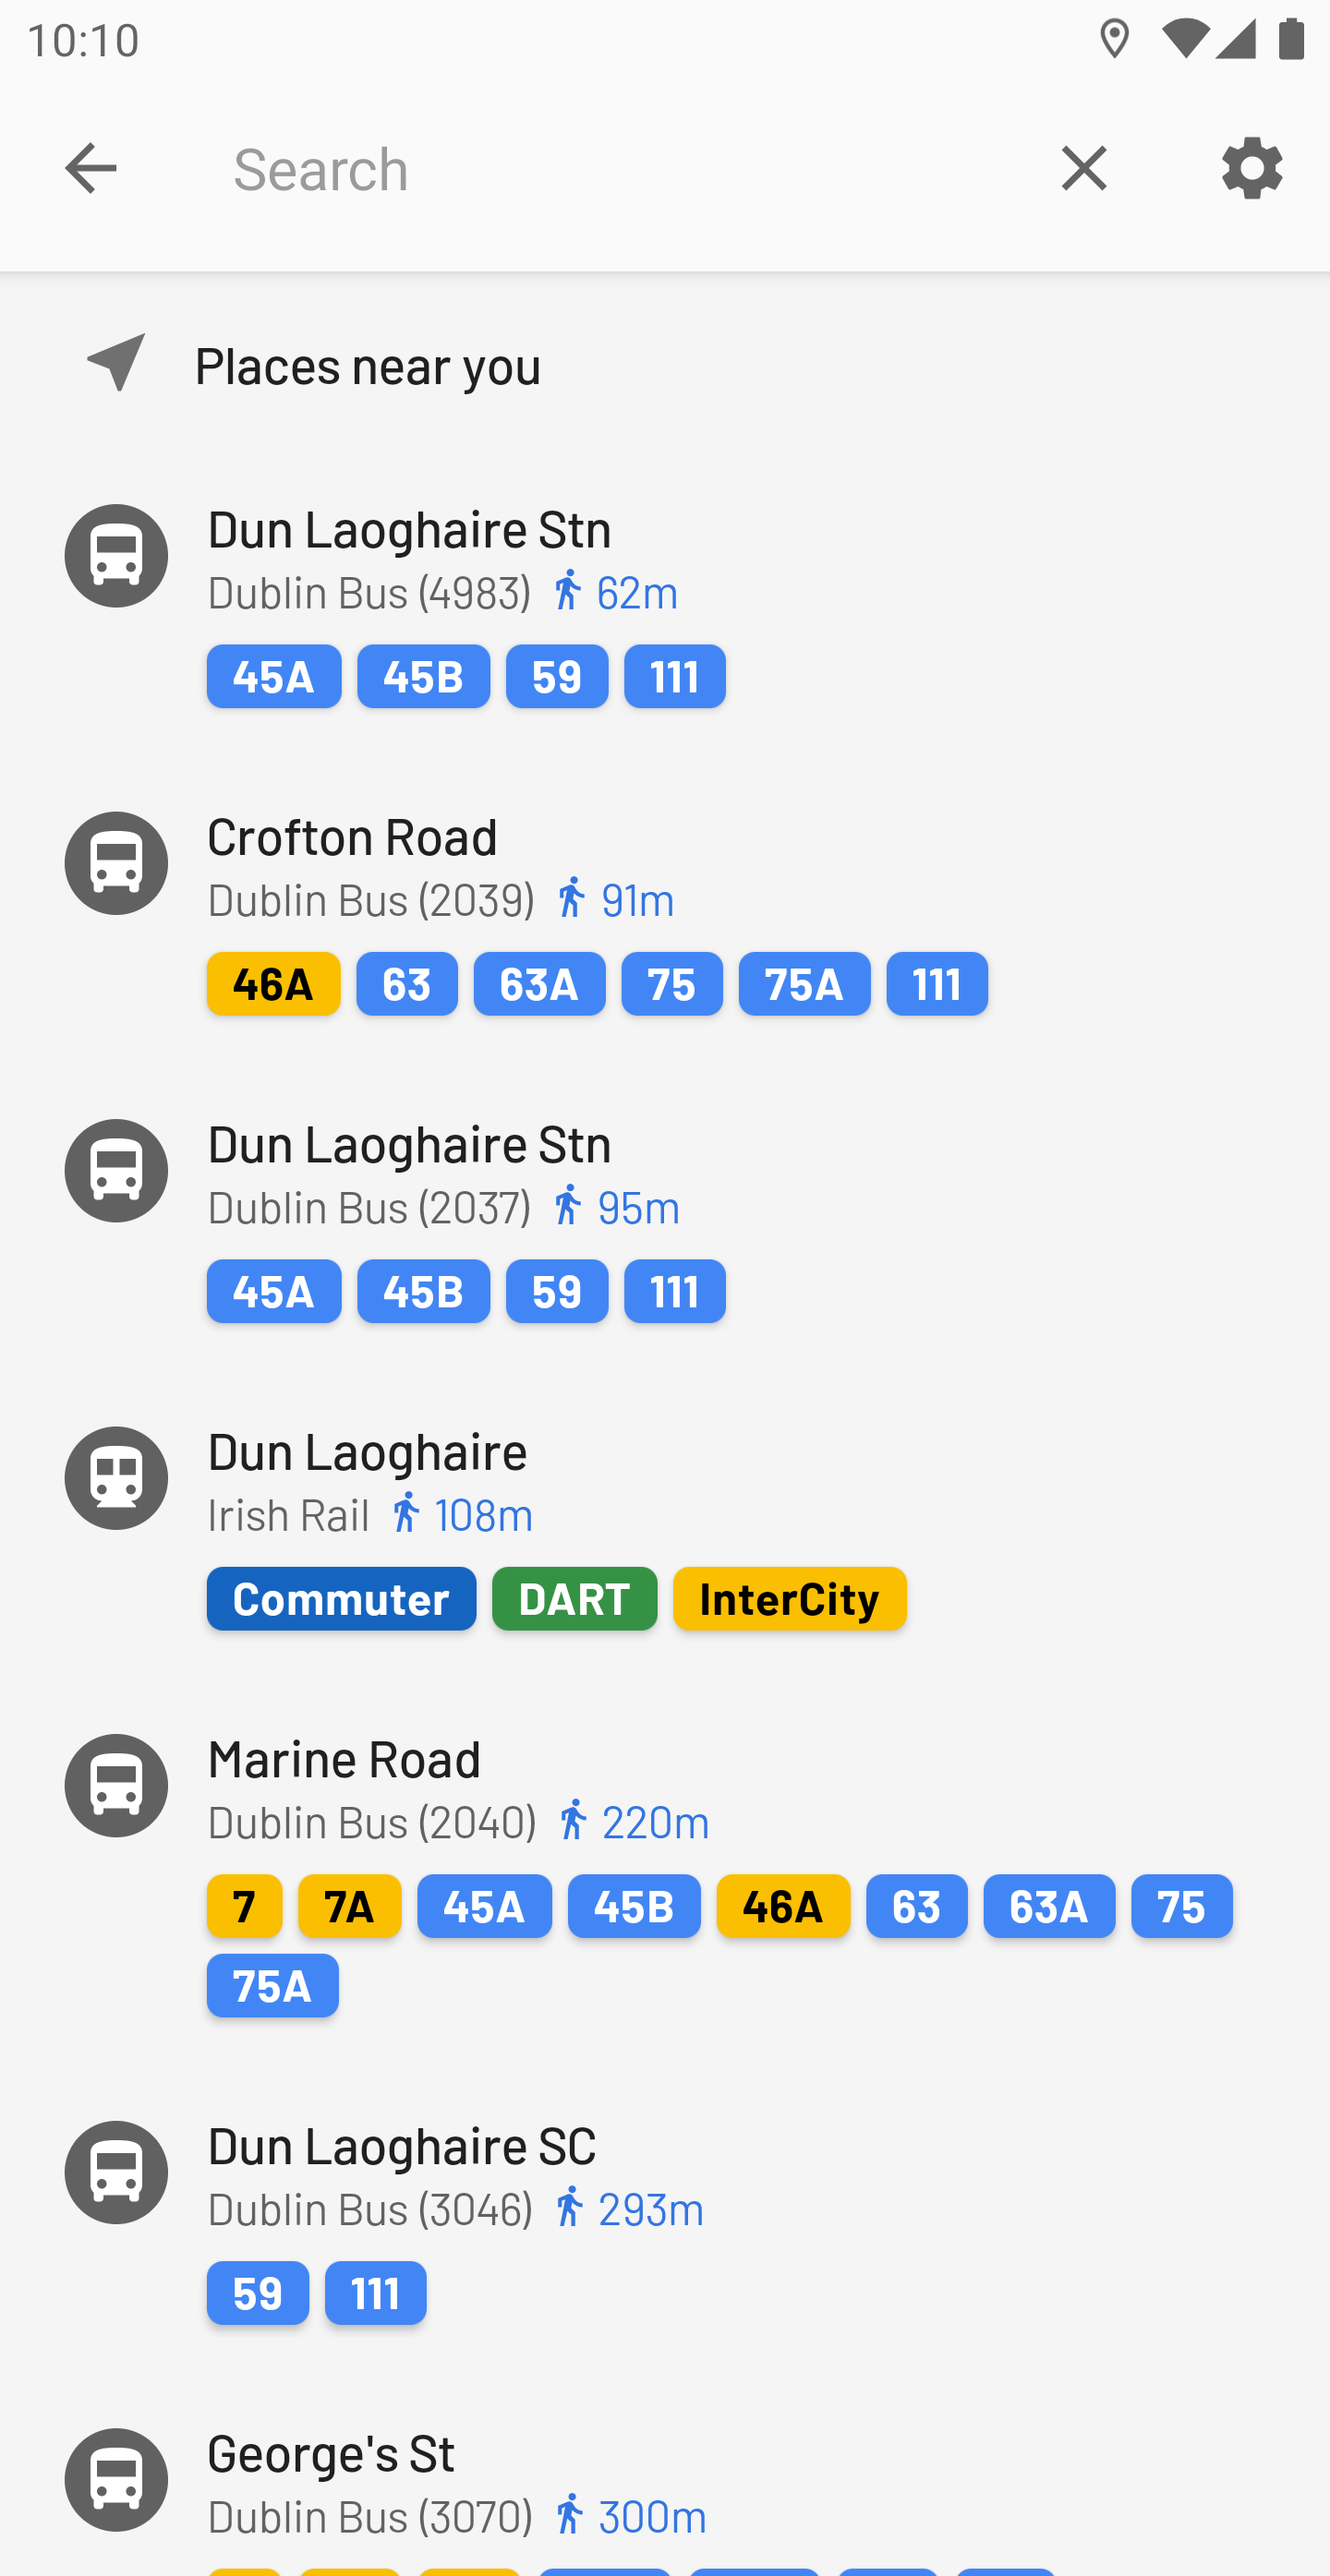 10:10
Search
Places near you
Dun Laoghaire Stn
Dublin Bus (4983) 62m
45A 45B 59 111
Crofton Road
Dublin Bus (2039) 91m
46A 63 63A 75 75A 111
Dun Laoghaire Stn
Dublin Bus (2037) 95m
45A 45B 59 111
Dun Laoghaire
Irish Rail 108m
Commuter DART InterCity
Marine Road
Dublin Bus (2040) 220m
7 7A 45A 45B 46A 63 63A 75
75A
Dun Laoghaire SC
Dublin Bus (3046) 293m
59 111
George's St
Dublin Bus (3070) 300m